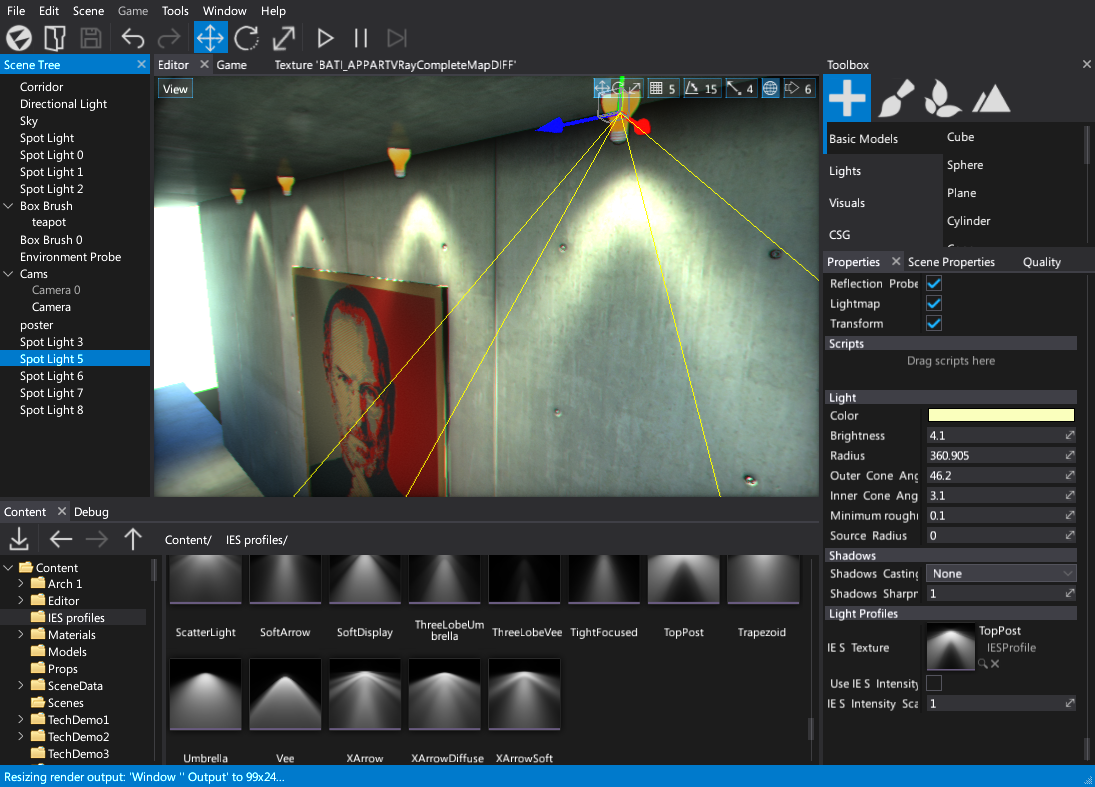 File Edit Scene Game Tools Window Help
Scene Tree
Corridor
Directional Light
Sky
Spot Light
Spot Light 0
Spot Light 1
Spot Light 2
Box Brush
teapot
Box Brush 0
Environment Probe
Cams
Camera 0
Camera
poster
Spot Light 3
Spot Light 5
Spot Light 6
Spot Light 7
Spot Light 8
Editor Game Texture 'BATI_APPARTVRayCompleteMapDIFF'
View 5 15 4 6
Toolbox
Basic Models
Lights
Visuals
CSG
Cube
Sphere
Plane
Cylinder
Properties Scene Properties Quality
Reflection Probe
Lightmap
Transform
Scripts
Drag scripts here
Light
Color
Brightness 4.1
Radius 360.905
Outer Cone Ang 46.2
Inner Cone Ang 3.1
Minimum roughn 0.1
Source Radius 0
Shadows
Shadows Casting None
Shadows Sharpn 1
Light Profiles
IES Texture TopPost
IESProfile
Use IES Intensity
IES Intensity Sca 1
Content Debug
Content/ IES profiles/
Content
Arch 1
Editor
IES profiles
Materials
Models
Props
SceneData
Scenes
TechDemo1
TechDemo2
TechDemo3
ScatterLight SoftArrow SoftDisplay ThreeLobeUm
brella ThreeLobeVee TightFocused TopPost Trapezoid
Umbrella Vee XArrow XArrowDiffuse XArrowSoft
Resizing render output: 'Window '' Output' to 99x24...